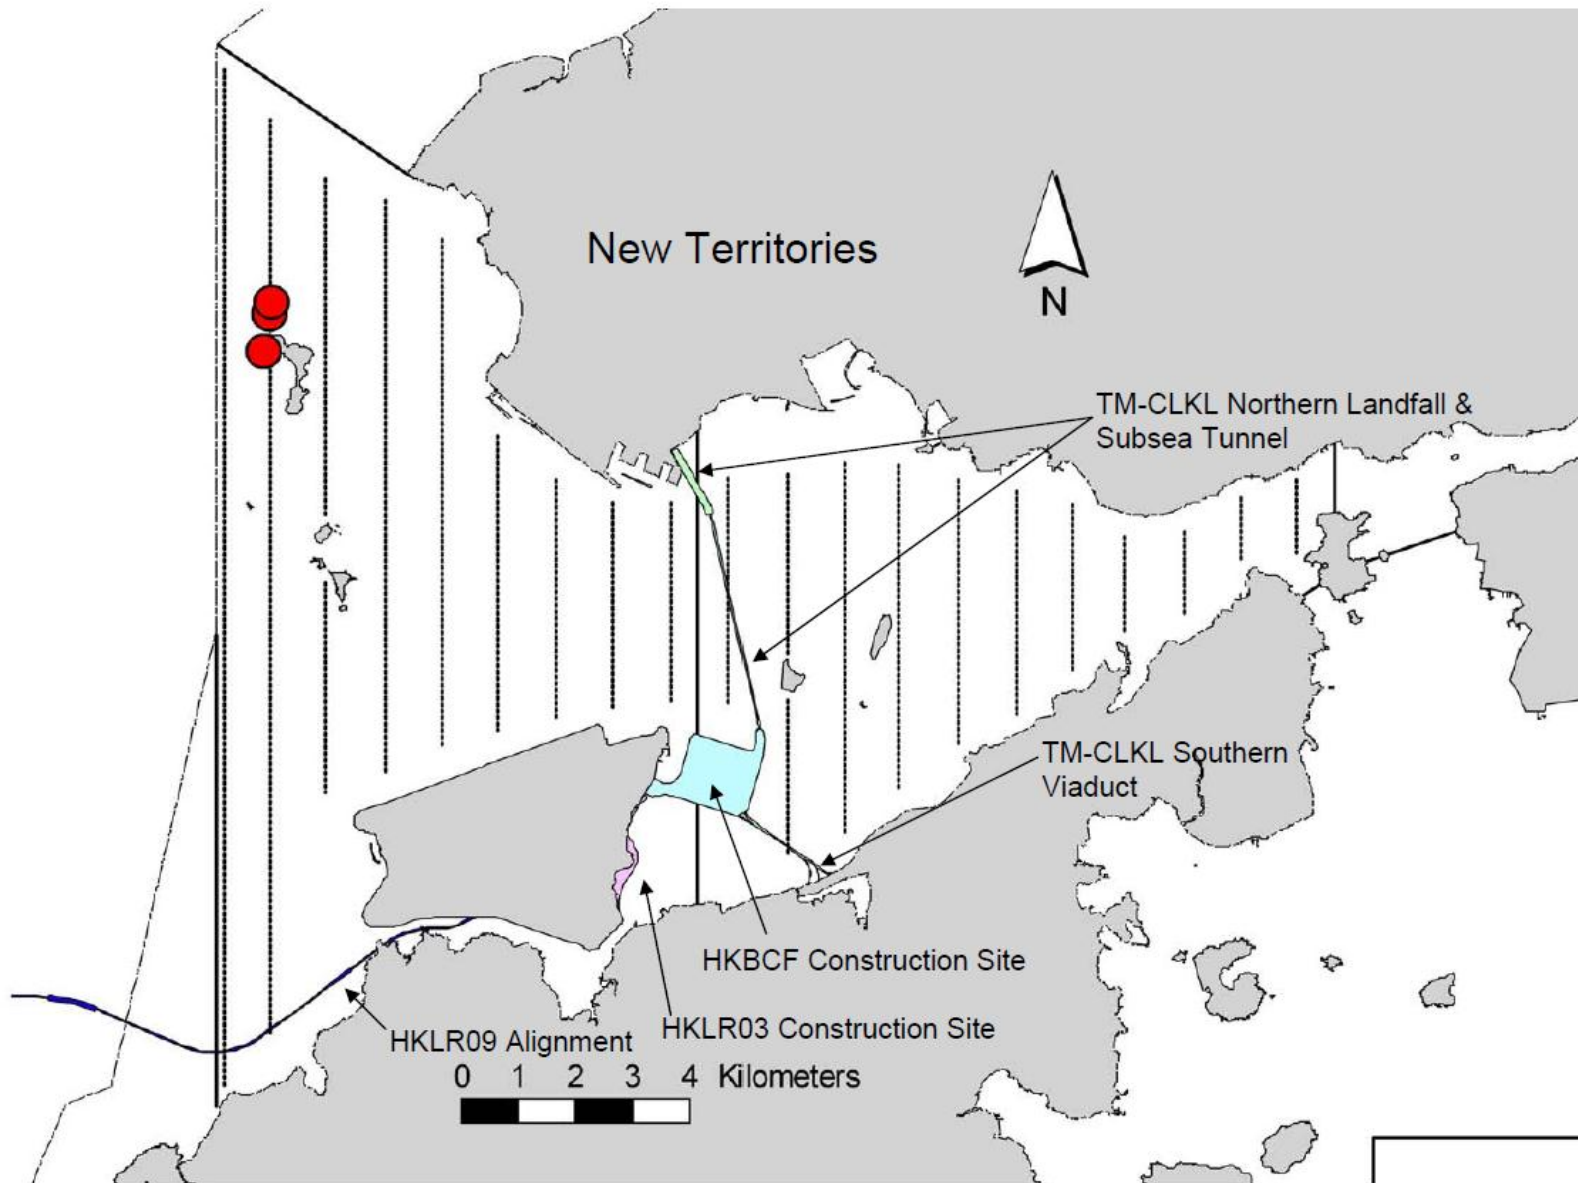 New Territories
N
TM-CLKL Northern Landfall &
Subsea Tunnel
TM-CLKL Southern
Viaduct
HKBCF Construction Site
HKLR03 Construction Site
HKLR09 Alignment
0 1 2 3 4 Kilometers